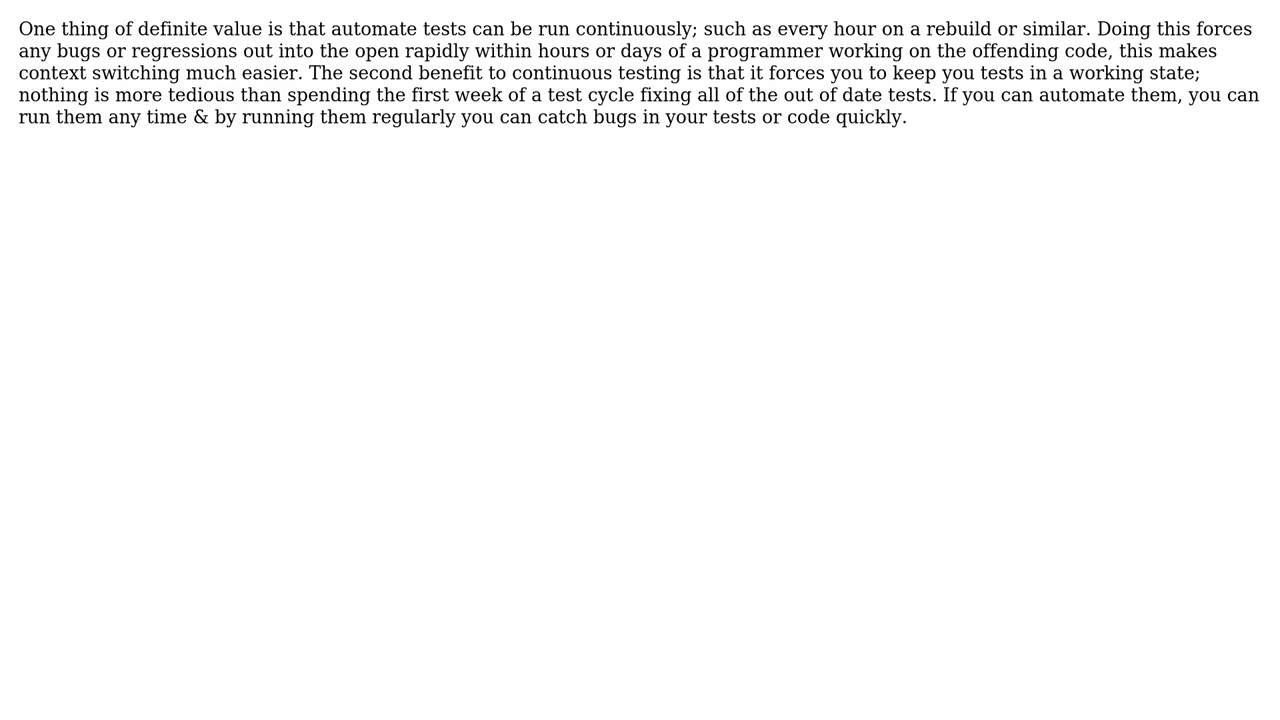 One thing of definite value is that automate tests can be run continuously; such as every hour on a rebuild or similar. Doing this forces
any bugs or regressions out into the open rapidly within hours or days of a programmer working on the offending code, this makes
context switching much easier. The second benefit to continuous testing is that it forces you to keep you tests in a working state;
nothing is more tedious than spending the first week of a test cycle fixing all of the out of date tests. If you can automate them, you can
run them any time & by running them regularly you can catch bugs in your tests or code quickly.